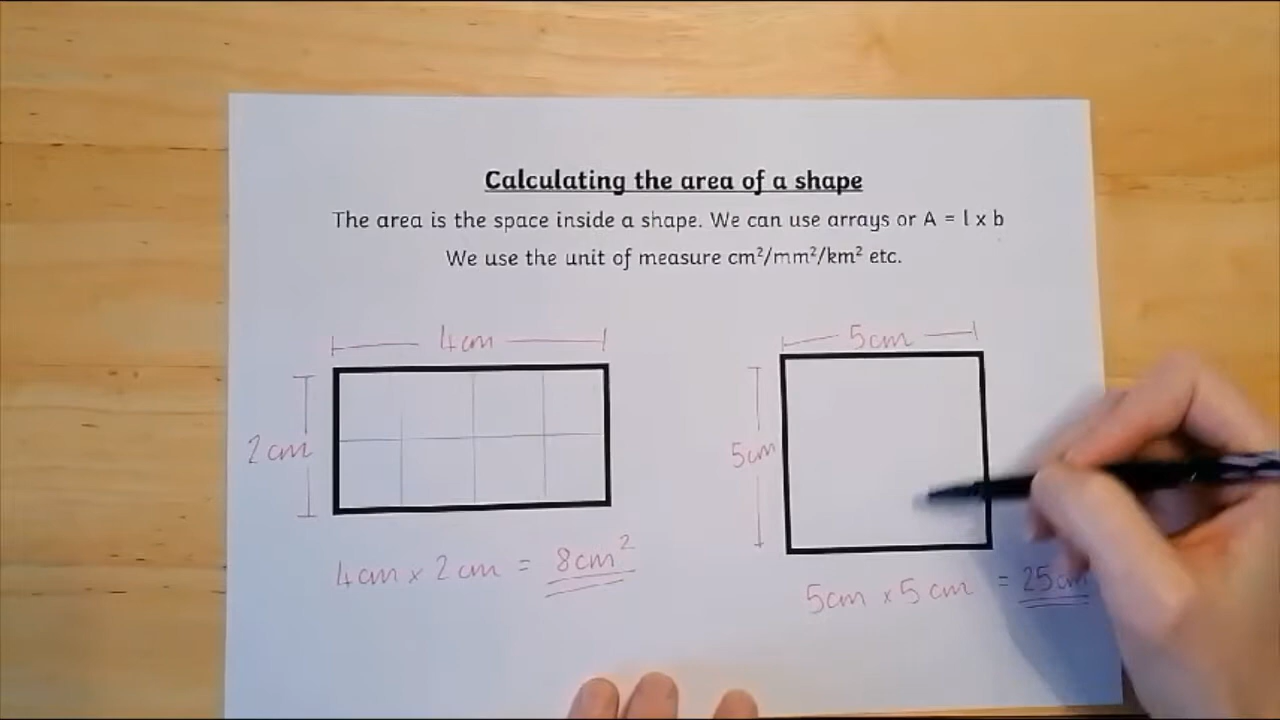 Calculating the area of a shape
The area is the space inside a shape. We can use arrays or A = l x b
We use the unit of measure cm²/mm²/km² etc.
4cm
5cm
2cm
5cm
4cm x 2cm = 8cm²
5cm x 5cm = 25cm